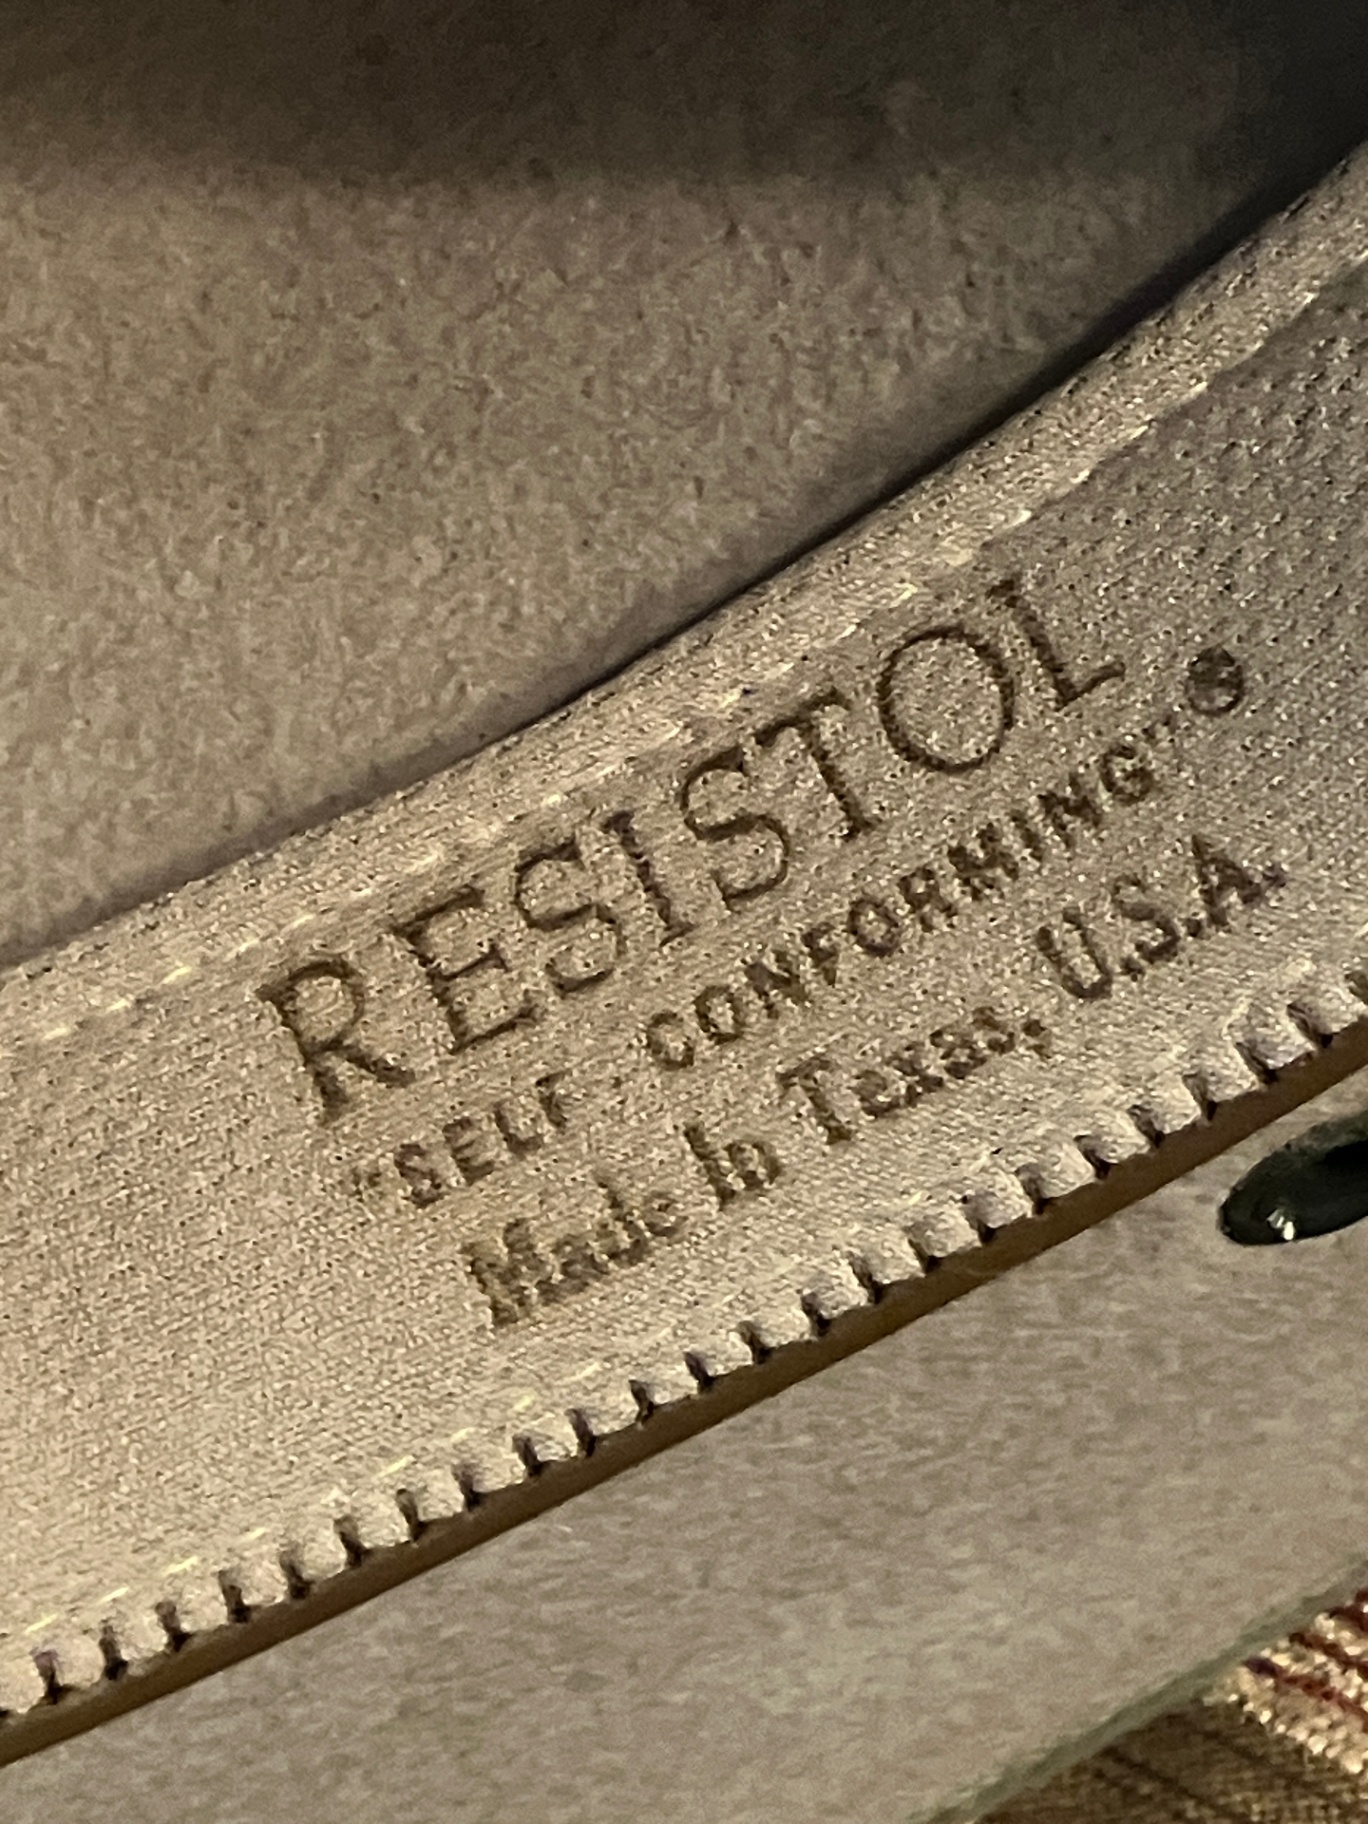 RESISTOL ®
"SELF-CONFORMING"
Made In Texas, U.S.A.